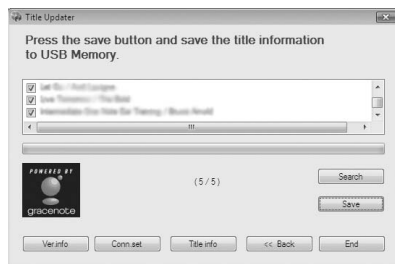 Title Updater
Press the save button and save the title information
to USB Memory.
(5/5)
Search
POWERED BY
gracenote
Save
Ver.info
Conn.set
Title info
<< Back
End